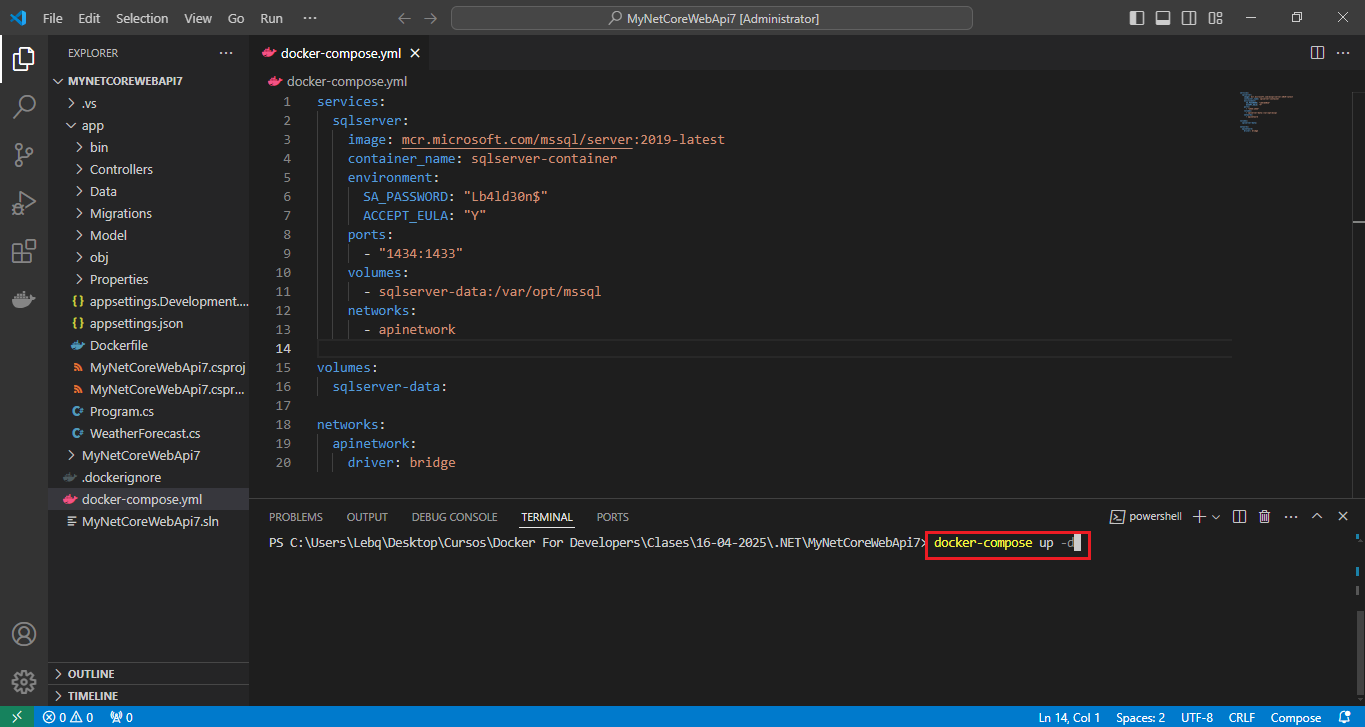 File Edit Selection View Go Run ··· MyNetCoreWebApi7 [Administrator]
EXPLORER ···
MYNETCOREWEBAPI7
.vs
app
bin
Controllers
Data
Migrations
Model
obj
Properties
{} appsettings.Development....
{} appsettings.json
Dockerfile
MyNetCoreWebApi7.csproj
MyNetCoreWebApi7.cspr...
C# Program.cs
C# WeatherForecast.cs
MyNetCoreWebApi7
.dockerignore
docker-compose.yml
MyNetCoreWebApi7.sln
OUTLINE
TIMELINE
docker-compose.yml
docker-compose.yml
1 services:
2 sqlserver:
3 image: mcr.microsoft.com/mssql/server:2019-latest
4 container_name: sqlserver-container
5 environment:
6 SA_PASSWORD: "Lb4ld30n$"
7 ACCEPT_EULA: "Y"
8 ports:
9 - "1434:1433"
10 volumes:
11 - sqlserver-data:/var/opt/mssql
12 networks:
13 - apinetwork
14
15 volumes:
16 sqlserver-data:
17
18 networks:
19 apinetwork:
20 driver: bridge
PROBLEMS OUTPUT DEBUG CONSOLE TERMINAL PORTS powershell
PS C:\Users\Lebq\Desktop\Cursos\Docker For Developers\Clases\16-04-2025\.NET\MyNetCoreWebApi7> docker-compose up -d
0 0 0 Ln 14, Col 1 Spaces: 2 UTF-8 CRLF Compose